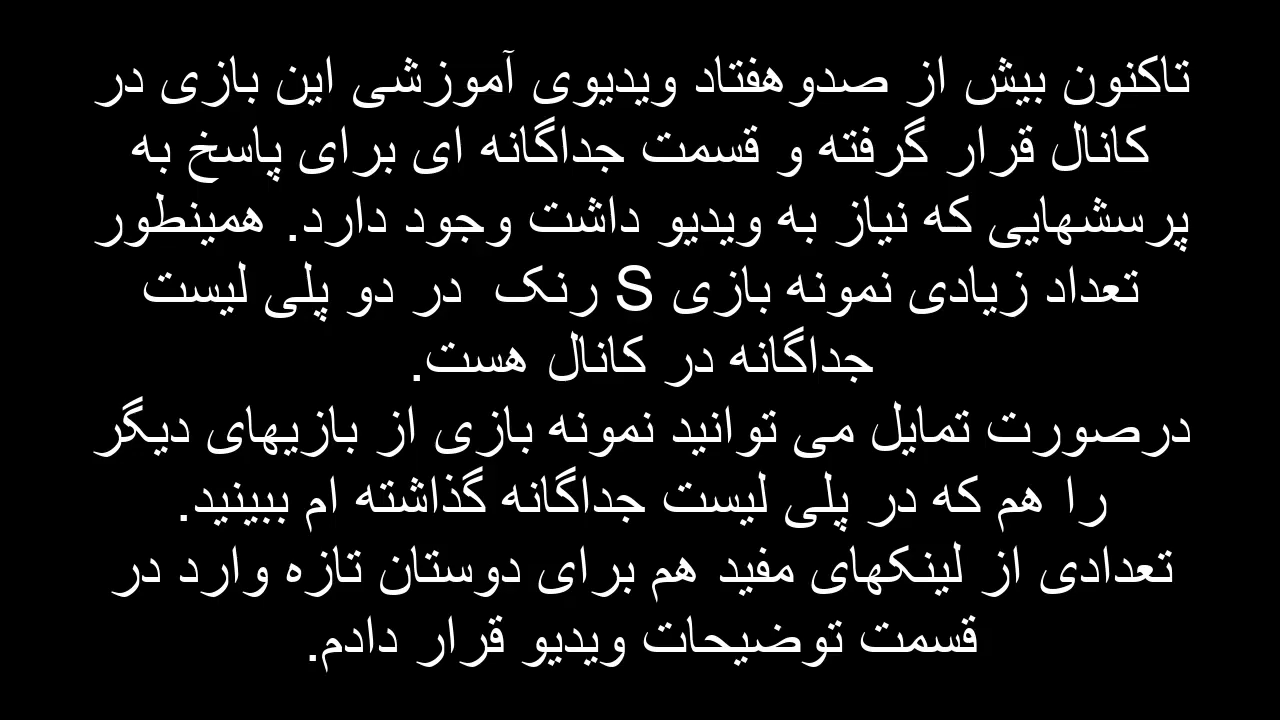 تاکنون بیش از صدوهفتاد ویدیوی آموزشی این بازی در
کانال قرار گرفته و قسمت جداگانه ای برای پاسخ به
پرسشهایی که نیاز به ویدیو داشت وجود دارد. همینطور
تعداد زیادی نمونه بازی S رنک در دو پلی لیست
جداگانه در کانال هست.
درصورت تمایل می توانید نمونه بازی از بازیهای دیگر
را هم که در پلی لیست جداگانه گذاشته ام ببینید.
تعدادی از لینکهای مفید هم برای دوستان تازه وارد در
قسمت توضیحات ویدیو قرار دادم.